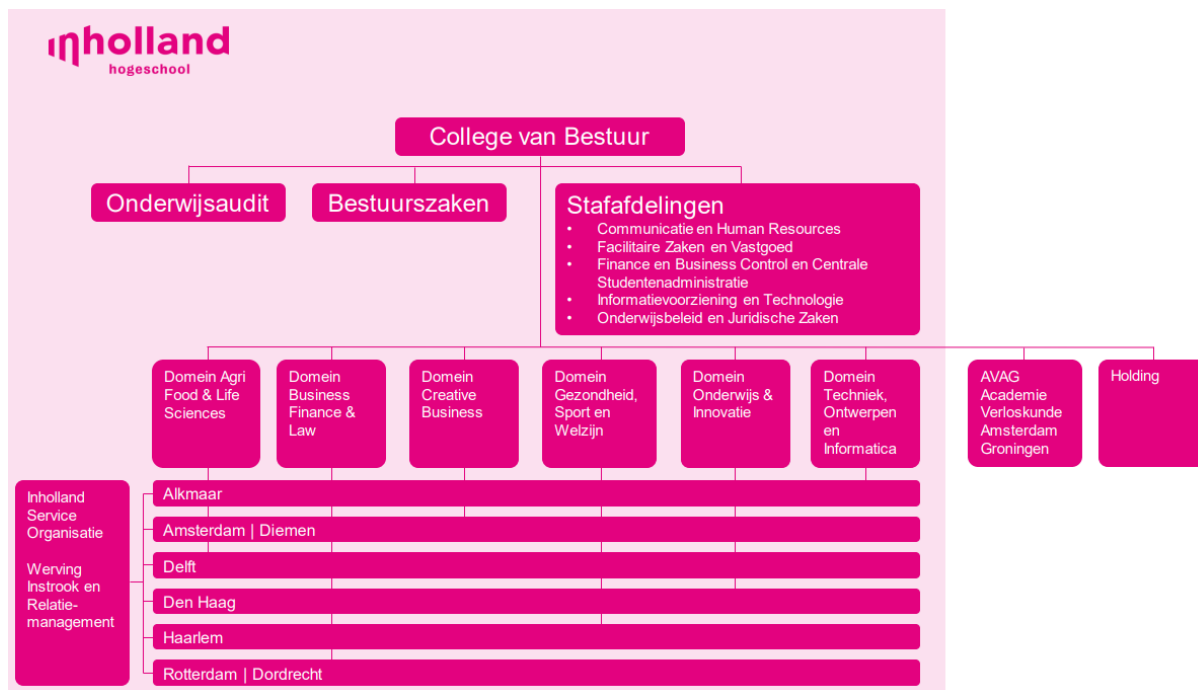 inholland
hogeschool
College van Bestuur
Onderwijsaudit
Bestuurszaken
Stafafdelingen
• Communicatie en Human Resources
• Facilitaire Zaken en Vastgoed
• Finance en Business Control en Centrale
Studentenadministratie
• Informatievoorziening en Technologie
• Onderwijsbeleid en Juridische Zaken
Domein Agri
Food & Life
Sciences
Domein
Business
Finance &
Law
Domein
Creative
Business
Domein
Gezondheid,
Sport en
Welzijn
Domein
Onderwijs &
Innovatie
Domein
Techniek,
Ontwerpen
en
Informatica
AVAG
Academie
Verloskunde
Amsterdam
Groningen
Holding
Inholland
Service
Organisatie
Werving
Instrook en
Relatie-
management
Alkmaar
Amsterdam | Diemen
Delft
Den Haag
Haarlem
Rotterdam | Dordrecht